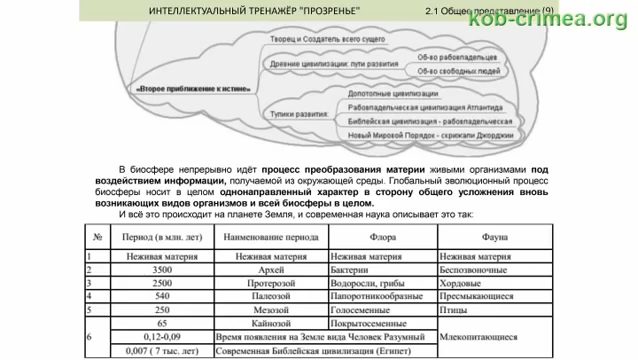 ИНТЕЛЛЕКТУАЛЬНЫЙ ТРЕНАЖЁР "ПРОЗРЕНЬЕ" 2.1 Общее представление (9)
kob-crimea.org
Творец и Создатель всего сущего
Об-во рабовладельцев
Древние цивилизации: пути развития
Об-во свободных людей
«Второе приближение к истине»
Допотопные цивилизации
Рабовладельческая цивилизация Атлантида
Тупики развития:
Библейская цивилизация - рабовладельческая
Новый Мировой Порядок - скрижали Джорджии
В биосфере непрерывно идёт процесс преобразования материи живыми организмами под
воздействием информации, получаемой из окружающей среды. Глобальный эволюционный процесс
биосферы носит в целом однонаправленный характер в сторону общего усложнения вновь
возникающих видов организмов и всей биосферы в целом.
И всё это происходит на планете Земля, и современная наука описывает это так:
№ Период (в млн. лет) Наименование периода Флора Фауна
1 Неживая материя Неживая материя Неживая материя Неживая материя
2 3500 Архей Бактерии Беспозвоночные
3 2500 Протерозой Водоросли, грибы Хордовые
4 540 Палеозой Папоротникообразные Пресмыкающиеся
5 250 Мезозой Голосеменные Птицы
6 65 Кайнозой Покрытосеменные Млекопитающиеся
0,12-0,09 Время появления на Земле вида Человек Разумный
0,007 ( 7 тыс. лет) Современная Библейская цивилизация (Египет)